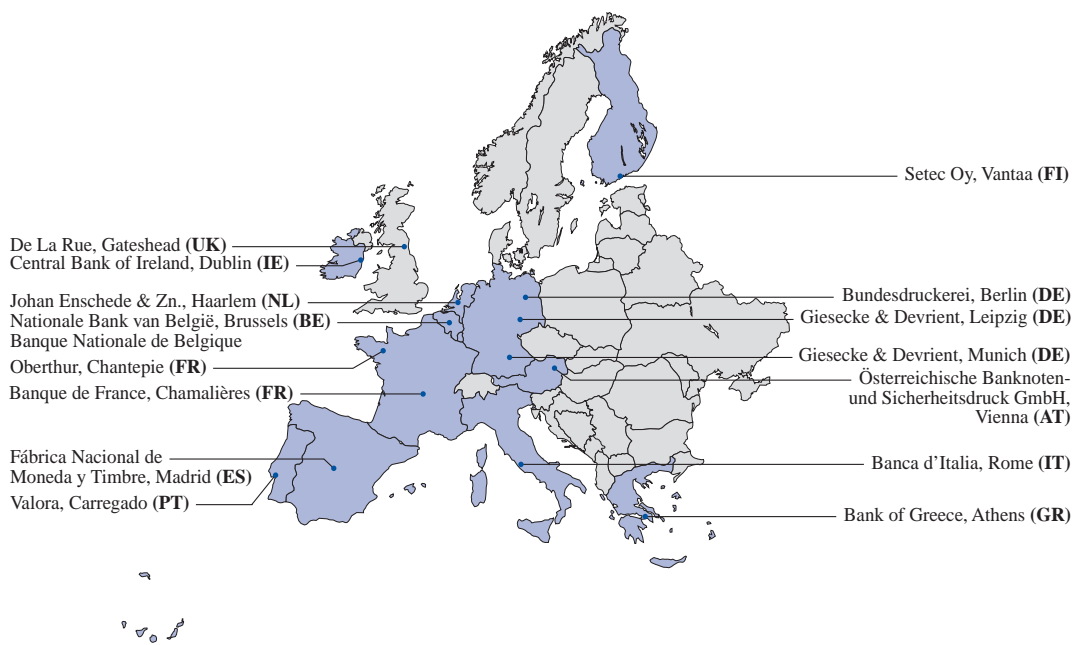 De La Rue, Gateshead (UK)
Central Bank of Ireland, Dublin (IE)
Johan Enschede & Zn., Haarlem (NL)
Nationale Bank van België, Brussels (BE)
Banque Nationale de Belgique
Oberthur, Chantepie (FR)
Banque de France, Chamalières (FR)
Fábrica Nacional de
Moneda y Timbre, Madrid (ES)
Valora, Carregado (PT)
Setec Oy, Vantaa (FI)
Bundesdruckerei, Berlin (DE)
Giesecke & Devrient, Leipzig (DE)
Giesecke & Devrient, Munich (DE)
Österreichische Banknoten-
und Sicherheitsdruck GmbH,
Vienna (AT)
Banca d’Italia, Rome (IT)
Bank of Greece, Athens (GR)